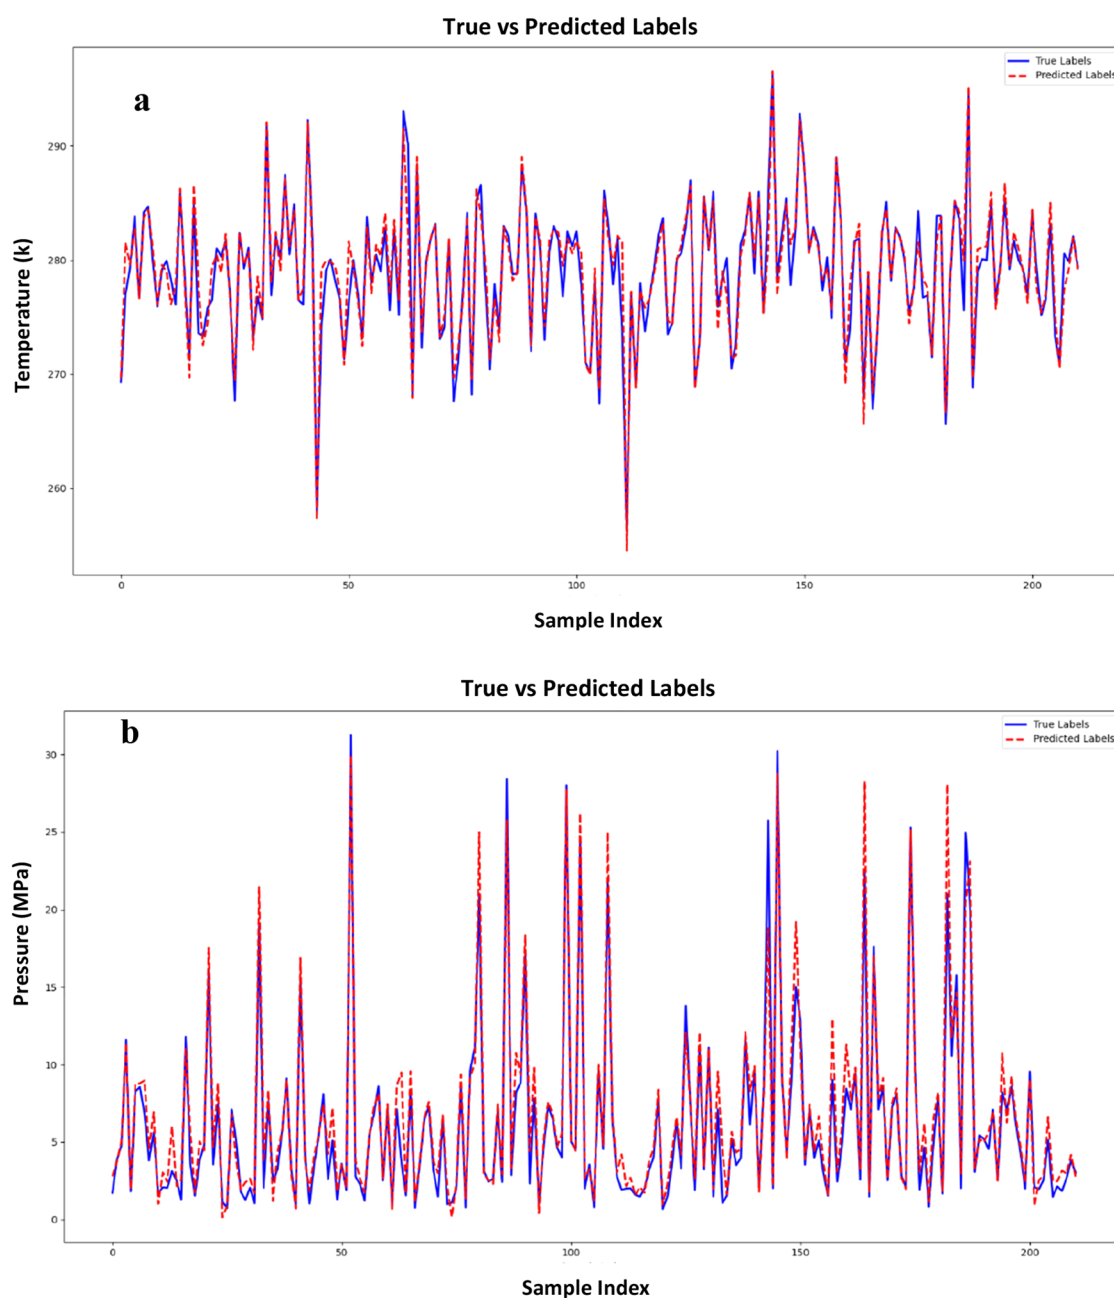 True vs Predicted Labels
True Labels
Predicted Labels
a
290
280
270
260
Temperature (k)
0
50
100
150
200
Sample Index
True vs Predicted Labels
True Labels
Predicted Labels
b
30
25
20
15
10
5
0
Pressure (MPa)
0
50
100
150
200
Sample Index